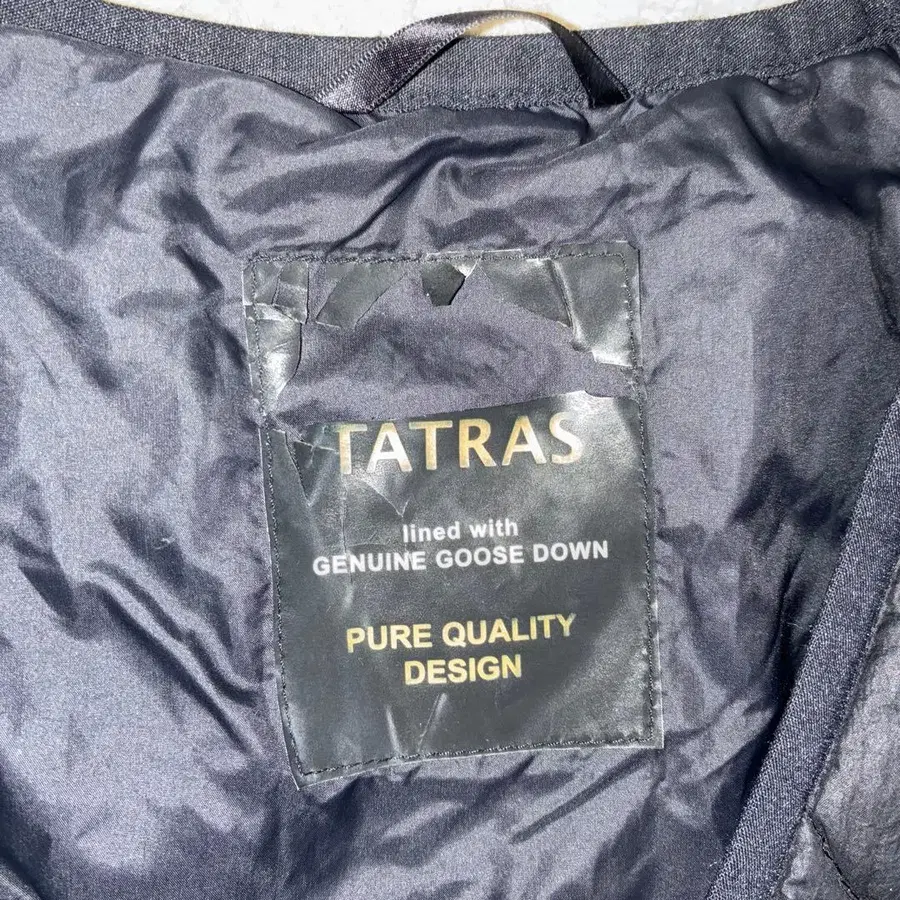 TATRAS
lined with
GENUINE GOOSE DOWN
PURE QUALITY
DESIGN